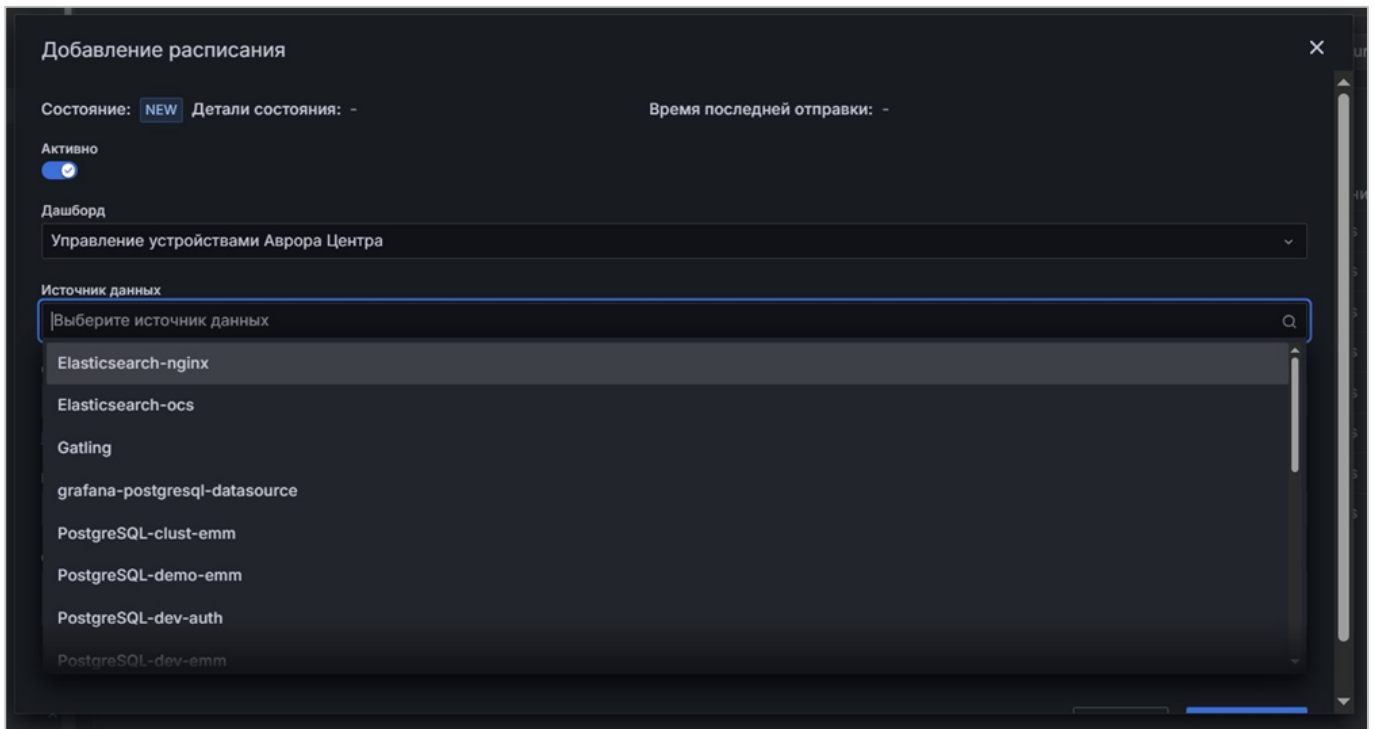 Добавление расписания
Состояние: NEW Детали состояния: - Время последней отправки: -
Активно
Дашборд
Управление устройствами Аврора Центра
Источник данных
Выберите источник данных
Elasticsearch-nginx
Elasticsearch-ocs
Gatling
grafana-postgresql-datasource
PostgreSQL-clust-emm
PostgreSQL-demo-emm
PostgreSQL-dev-auth
PostgreSQL-dev-emm